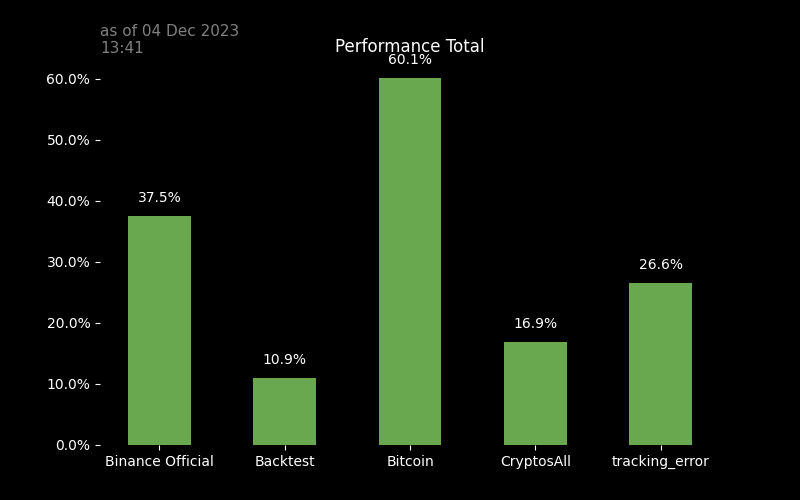 as of 04 Dec 2023
13:41
Performance Total
60.1%
60.0%
50.0%
40.0%
37.5%
30.0%
26.6%
20.0%
16.9%
10.9%
10.0%
0.0%
Binance Official
Backtest
Bitcoin
CryptosAll
tracking_error